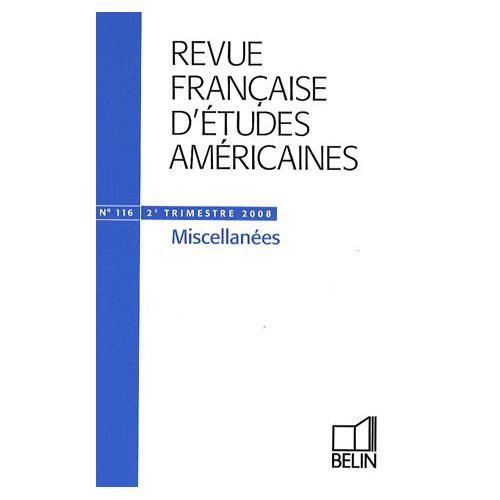 REVUE
FRANÇAISE
D'ÉTUDES
AMÉRICAINES
N° 116 2ᵉ TRIMESTRE 2008
Miscellanées
BELIN